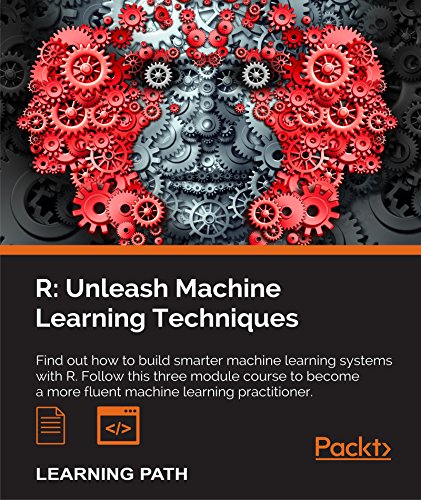 R: Unleash Machine
Learning Techniques
Find out how to build smarter machine learning systems
with R. Follow this three module course to become
a more fluent machine learning practitioner.
</>
Packt>
LEARNING PATH